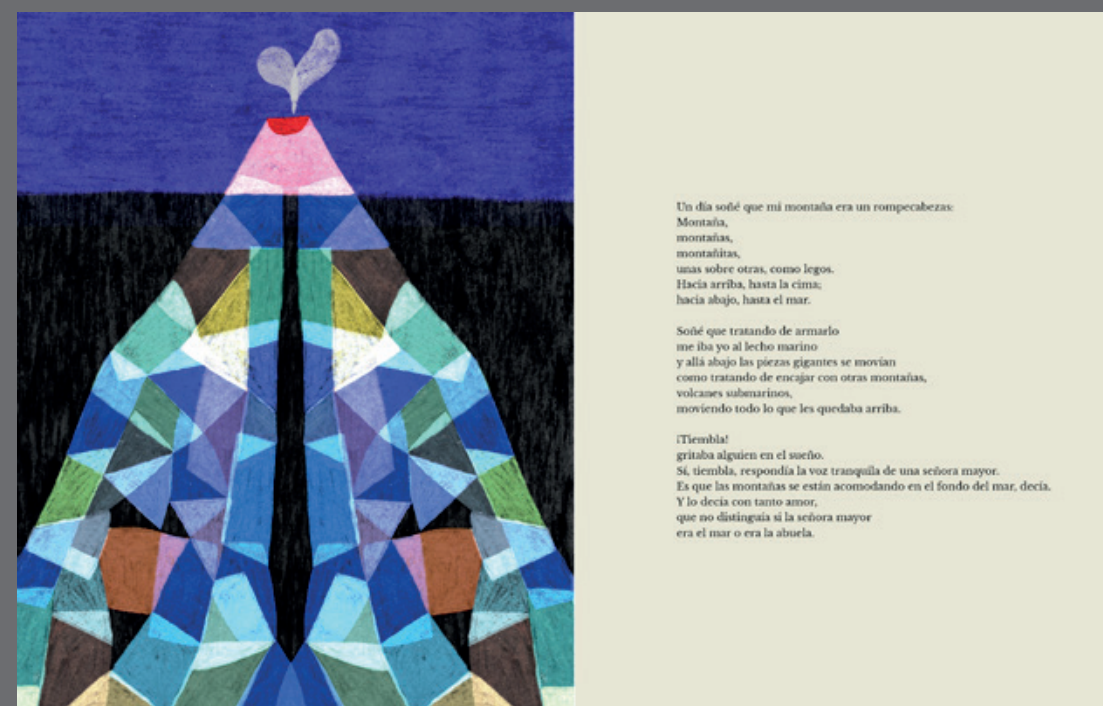 Un día soñé que mi montaña era un rompecabezas:
Montaña,
montañas,
montañitas,
unas sobre otras, como legos.
Hacia arriba, hasta la cima;
hacia abajo, hasta el mar.
Soñé que tratando de armarlo
me iba yo al lecho marino
y allá abajo las piezas gigantes se movían
como tratando de encajar con otras montañas,
volcanes submarinos,
moviendo todo lo que les quedaba arriba.
¡Tiembla!
gritaba alguien en el sueño.
Sí, tiembla, respondía la voz tranquila de una señora mayor.
Es que las montañas se están acomodando en el fondo del mar, decía.
Y lo decía con tanto amor,
que no distinguía si la señora mayor
era el mar o era la abuela.